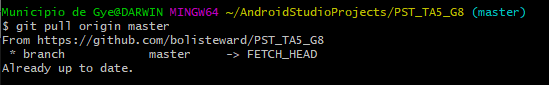 Municipio de Gye@DARWIN MINGW64 ~/AndroidStudioProjects/PST_TA5_G8 (master)
$ git pull origin master
From https://github.com/bolisteward/PST_TA5_G8
 * branch            master     -> FETCH_HEAD
Already up to date.